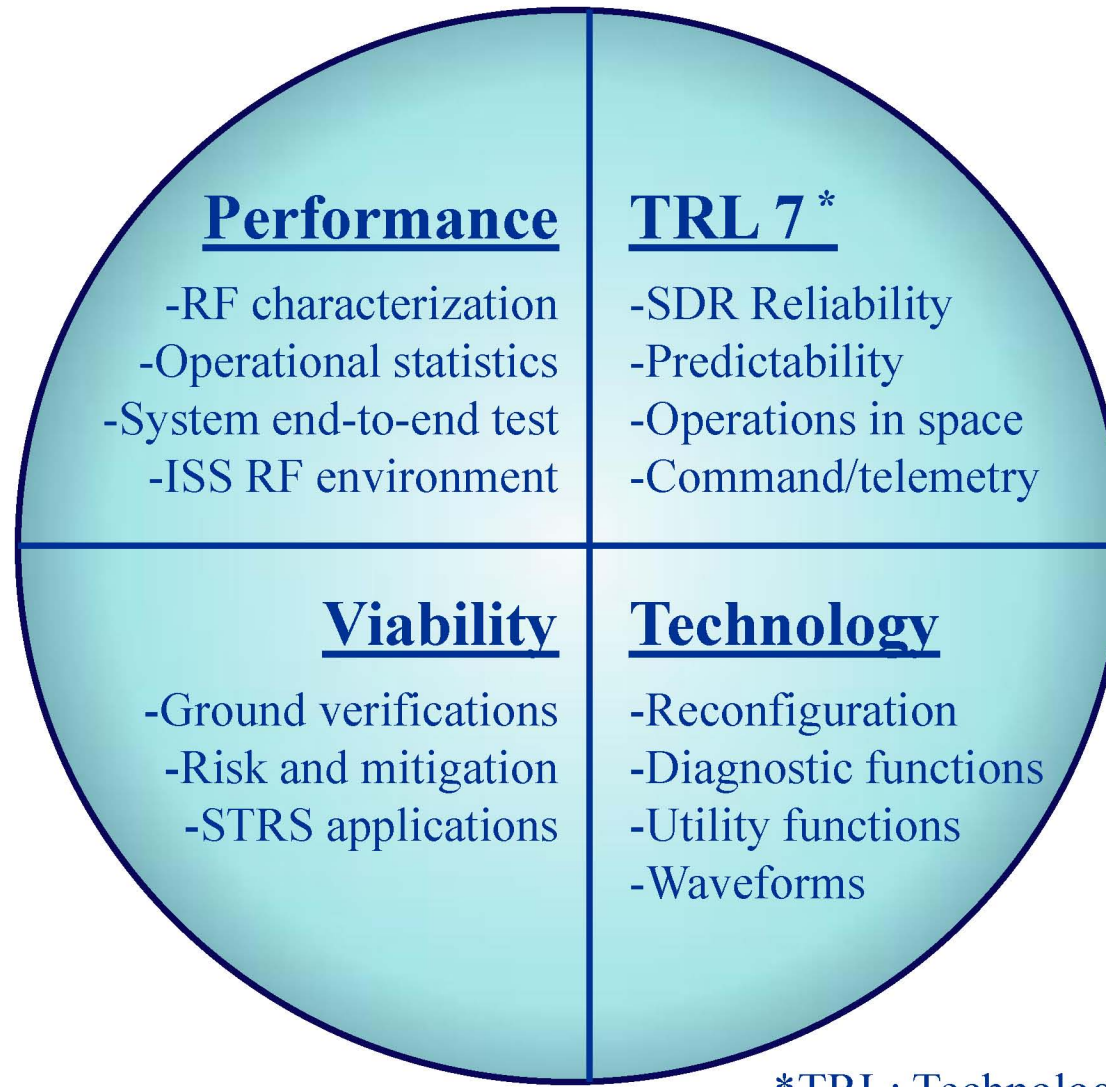 Performance
-RF characterization
-Operational statistics
-System end-to-end test
-ISS RF environment
TRL 7 *
-SDR Reliability
-Predictability
-Operations in space
-Command/telemetry
Viability
-Ground verifications
-Risk and mitigation
-STRS applications
Technology
-Reconfiguration
-Diagnostic functions
-Utility functions
-Waveforms
*TRL: Technolo